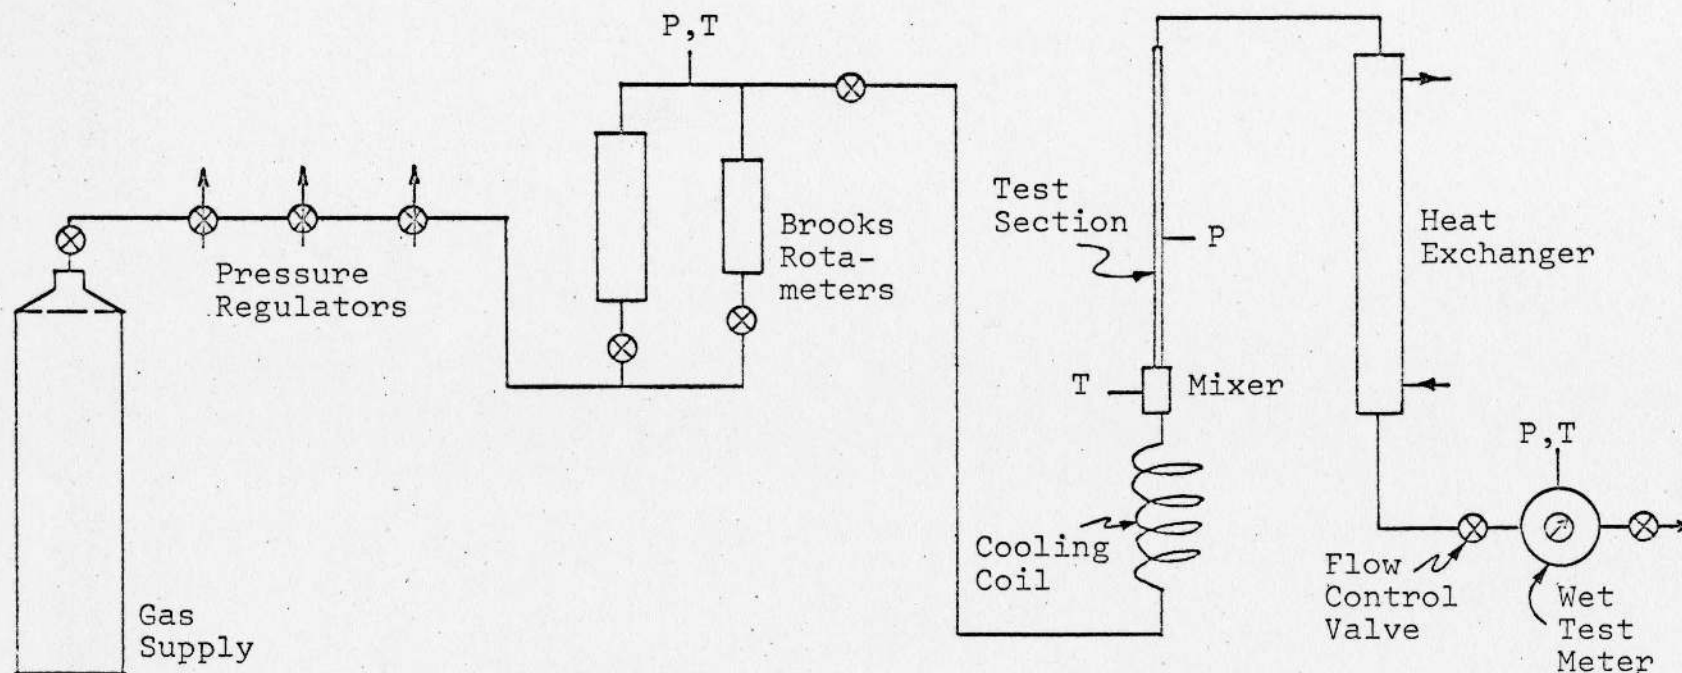 P,T
Pressure
Regulators
Brooks
Rota-
meters
Gas
Supply
Test
Section
P
T
Mixer
Cooling
Coil
Heat
Exchanger
P,T
Flow
Control
Valve
Wet
Test
Meter